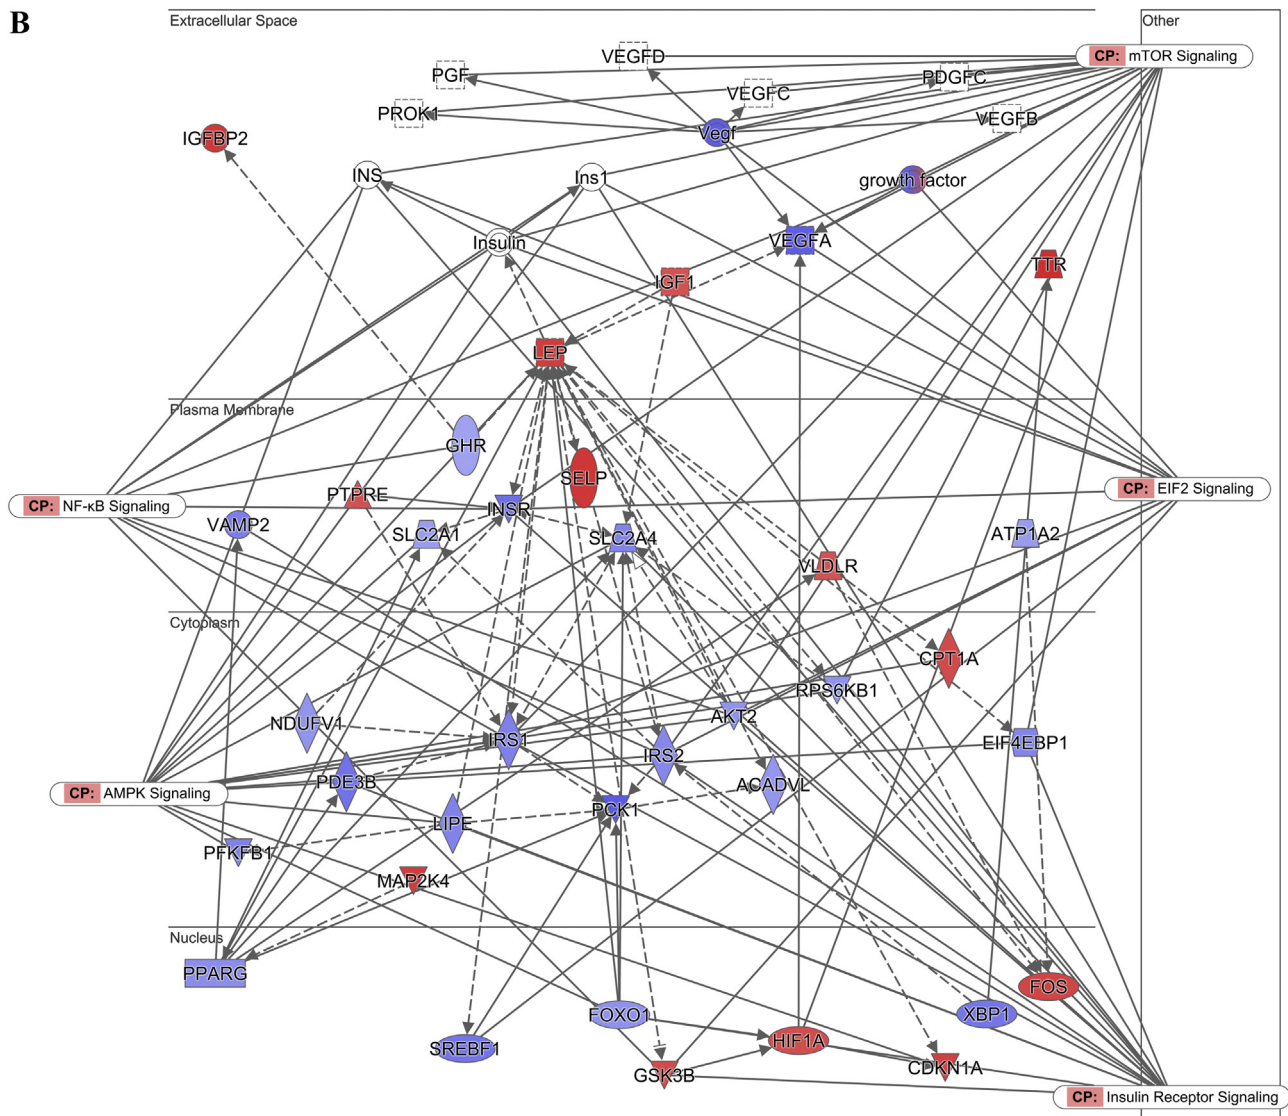 B
Extracellular Space
Other
VEGFD
CP: mTOR Signaling
PGF
PDGFC
VEGFC
PROK1
VEGFB
Vegf
IGFBP2
INS
Ins1
growth factor
Insulin
VEGFA
TTR
IGF1
LEP
Plasma Membrane
GHR
SELP
CP: EIF2 Signaling
PTPRE
CP: NF-κB Signaling
INSR
VAMP2
SLC2A1
SLC2A4
ATP1A2
VLDLR
Cytoplasm
CPT1A
RPS6KB1
AKT2
NDUFV1
IRS1
EIF4EBP1
IRS2
PDE3B
ACADVL
CP: AMPK Signaling
PCK1
LIPE
PFKFB1
MAP2K4
Nucleus
PPARG
FOS
FOXO1
XBP1
HIF1A
SREBF1
CDKN1A
GSK3B
CP: Insulin Receptor Signaling